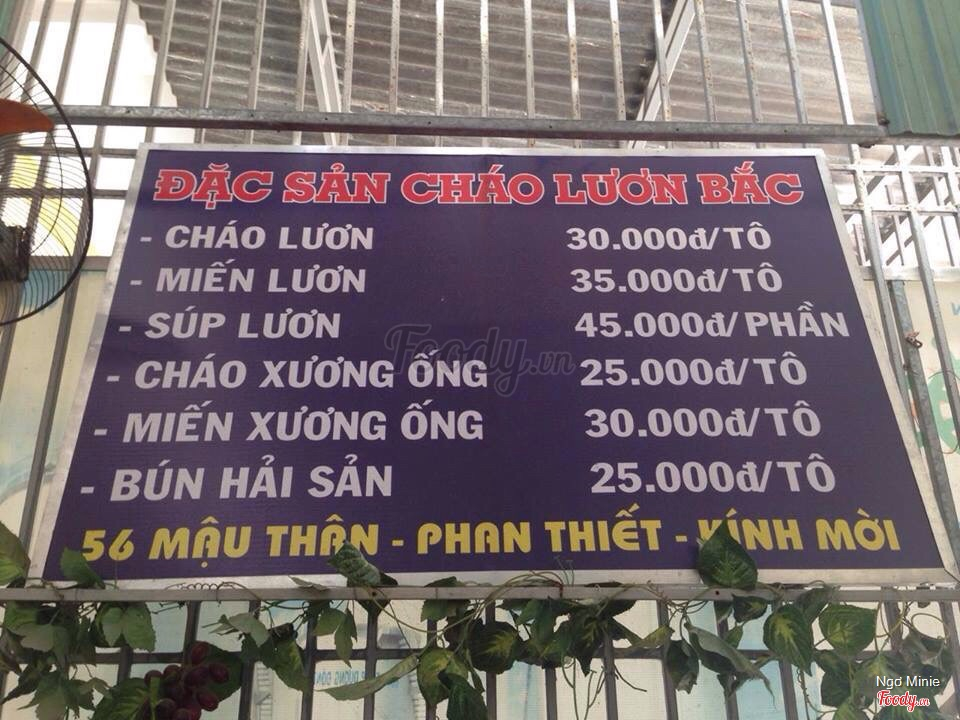 ĐẶC SẢN CHÁO LƯƠN BẮC
- CHÁO LƯƠN 30.000đ/TÔ
- MIẾN LƯƠN 35.000đ/TÔ
- SÚP LƯƠN 45.000đ/PHẦN
- CHÁO XƯƠNG ỐNG 25.000đ/TÔ
- MIẾN XƯƠNG ỐNG 30.000đ/TÔ
- BÚN HẢI SẢN 25.000đ/TÔ
56 MẬU THÂN - PHAN THIẾT - KÍNH MỜI
Foody.vn
Ngơ Minie
Foody.vn